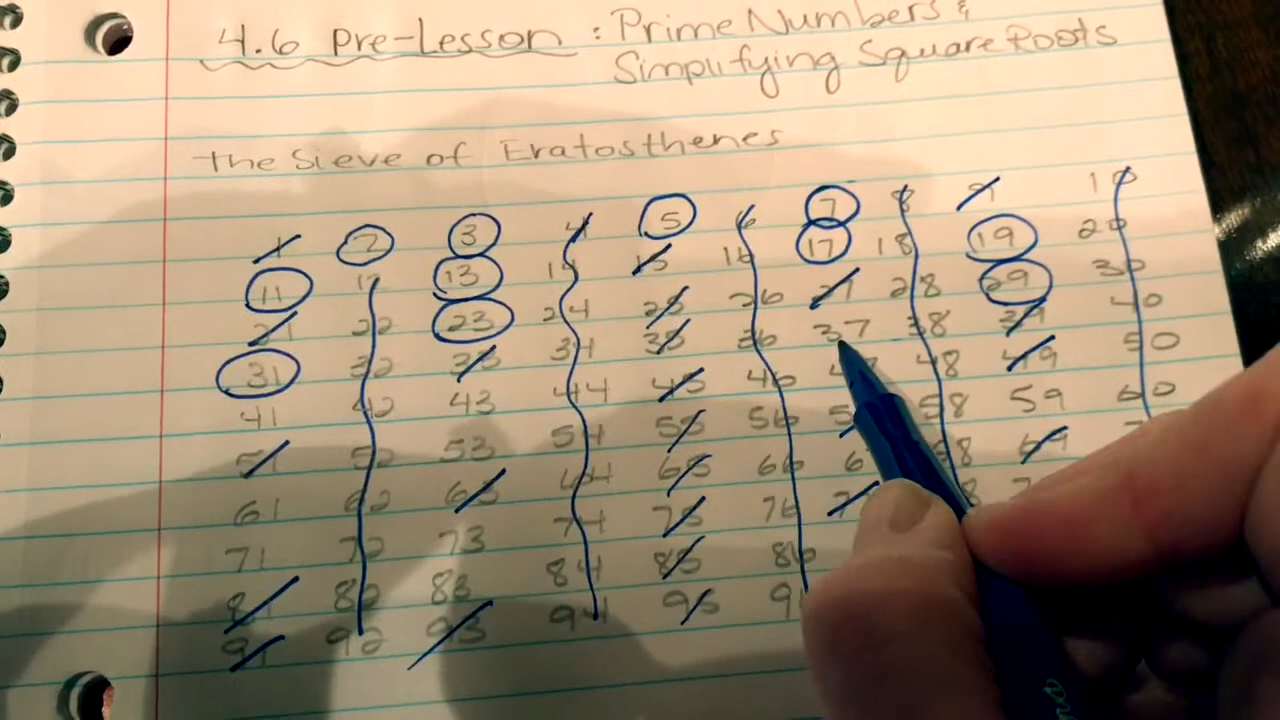 4.6 Pre-Lesson : Prime Numbers &
Simplifying Square Roots
The Sieve of Eratosthenes
1 2 3 4 5 6 7 8 9 10
11 12 13 14 15 16 17 18 19 20
21 22 23 24 25 26 27 28 29 30
31 32 33 34 35 36 37 38 39 40
41 42 43 44 45 46 48 49 50
51 52 53 54 55 56 58 59 60
61 62 63 64 65 66 69
71 72 73 74 75 76
81 82 83 84 85 86
91 92 93 94 95